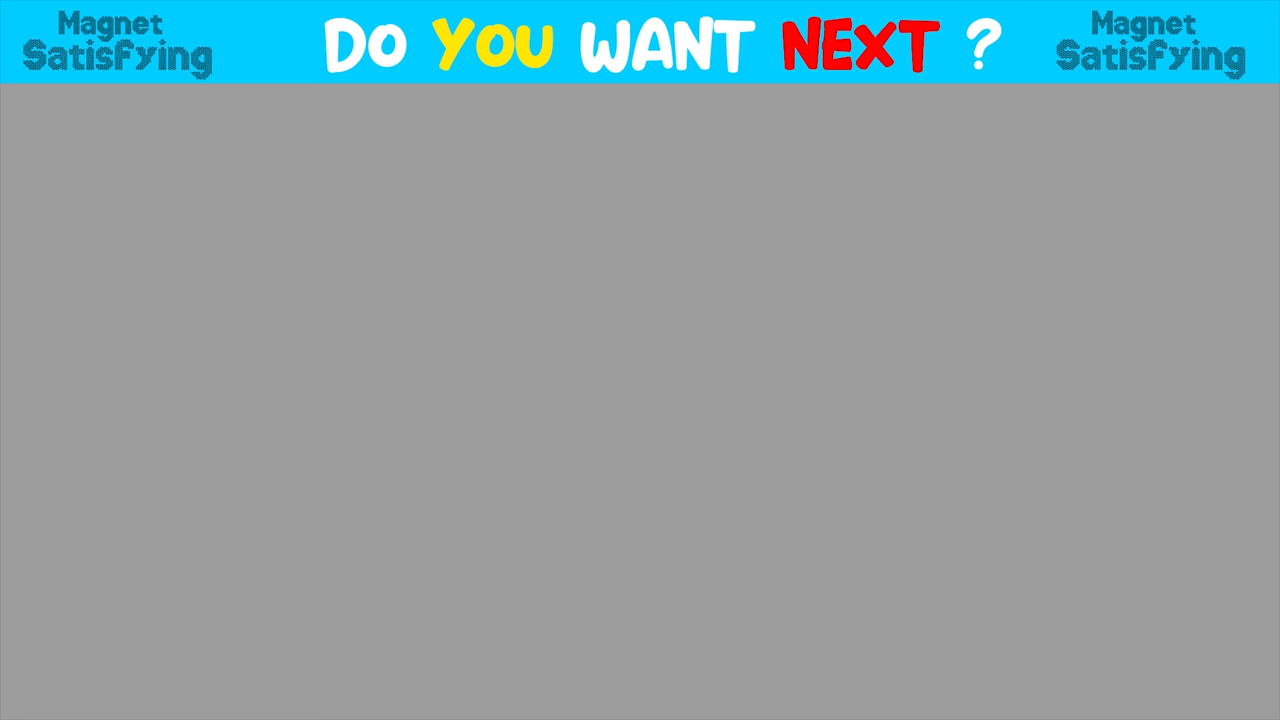 Magnet
Satisfying
DO YOU WANT NEXT ?
Magnet
Satisfying